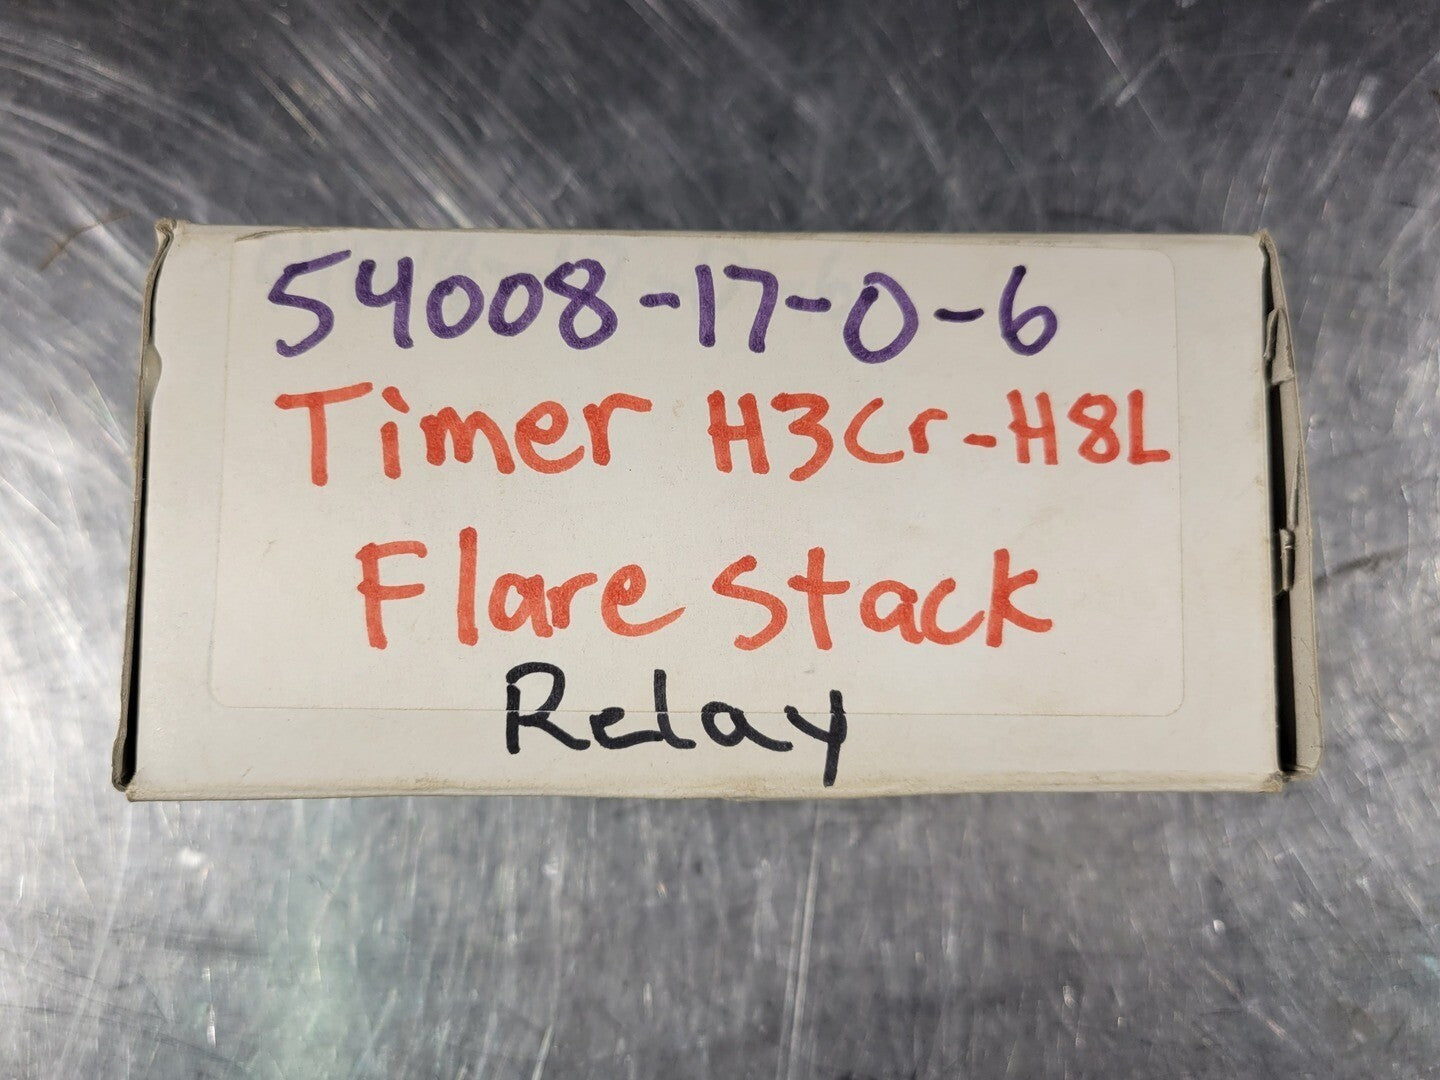 54008-17-0-6
Timer H3Cr-H8L
Flare Stack
Relay